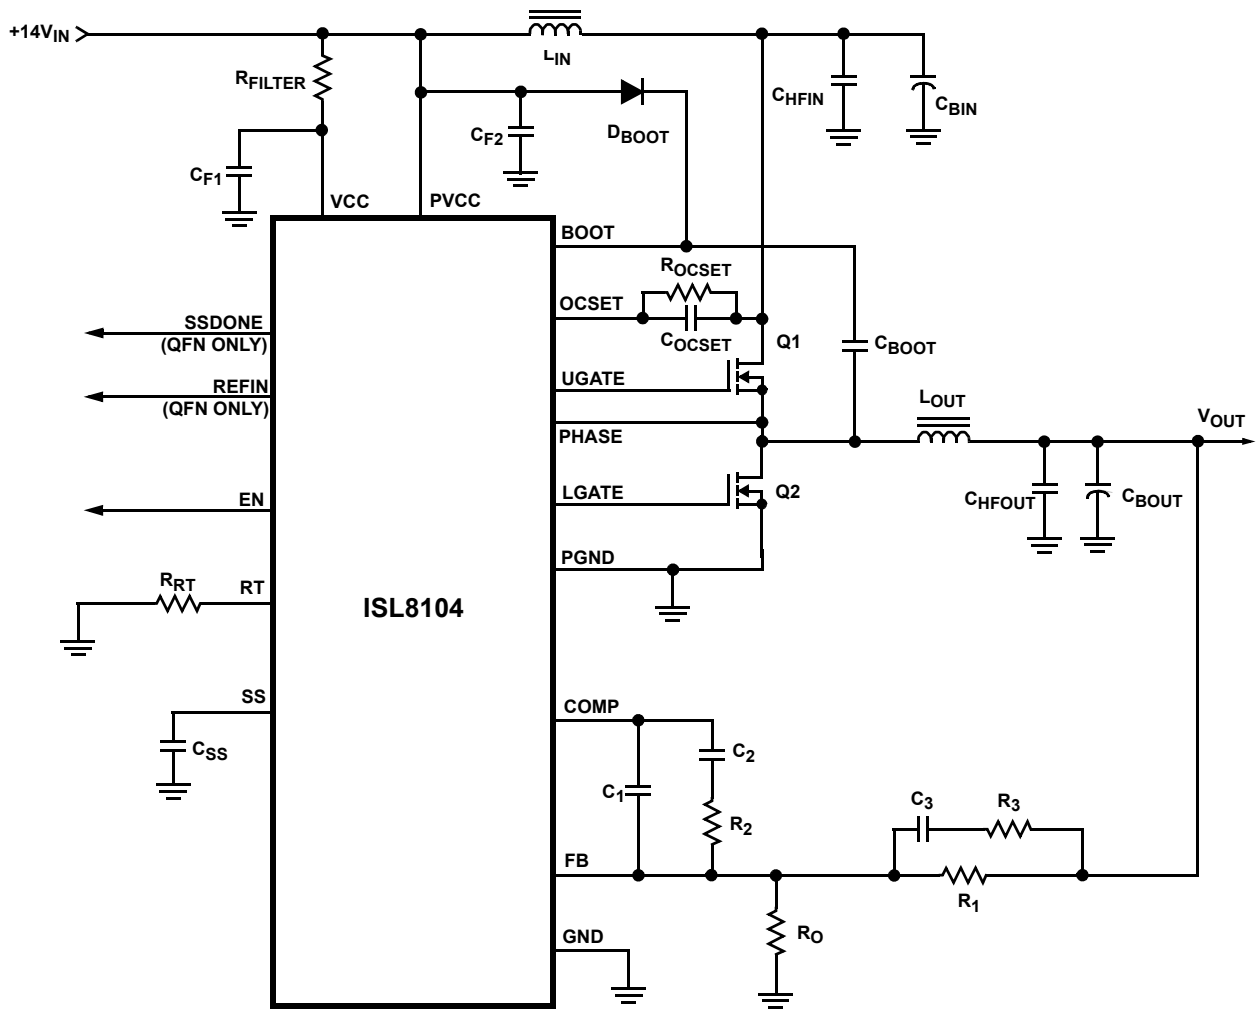 +14VIN
LIN
RFILTER
CHFIN
CBIN
CF2
DBOOT
CF1
VCC
PVCC
BOOT
ROCSET
OCSET
SSDONE
(QFN ONLY)
COCSET
Q1
CBOOT
UGATE
REFIN
(QFN ONLY)
LOUT
VOUT
PHASE
LGATE
Q2
EN
CHFOUT
CBOUT
PGND
RRT
RT
ISL8104
SS
COMP
CSS
C2
C1
R2
C3
R3
FB
R1
RO
GND